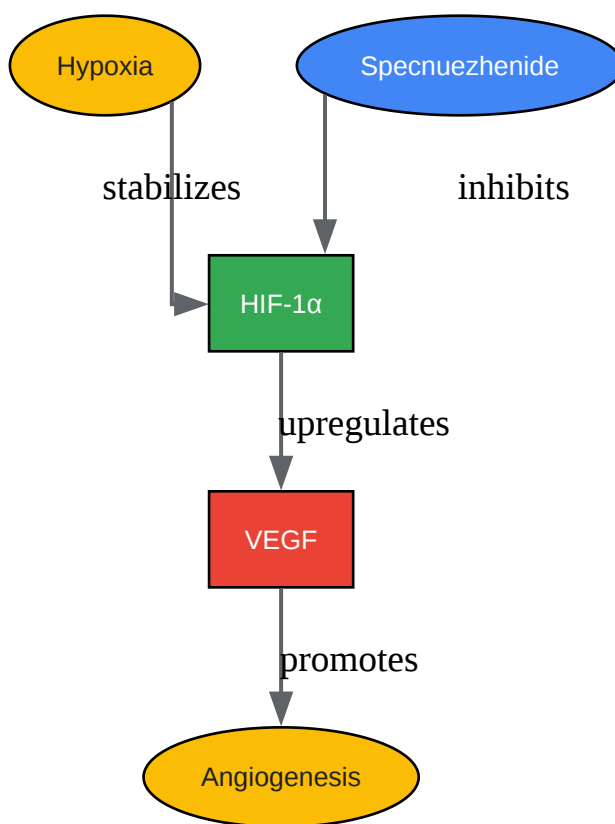 Hypoxia
Specnuezhenide
stabilizes
inhibits
HIF-1α
upregulates
VEGF
promotes
Angiogenesis